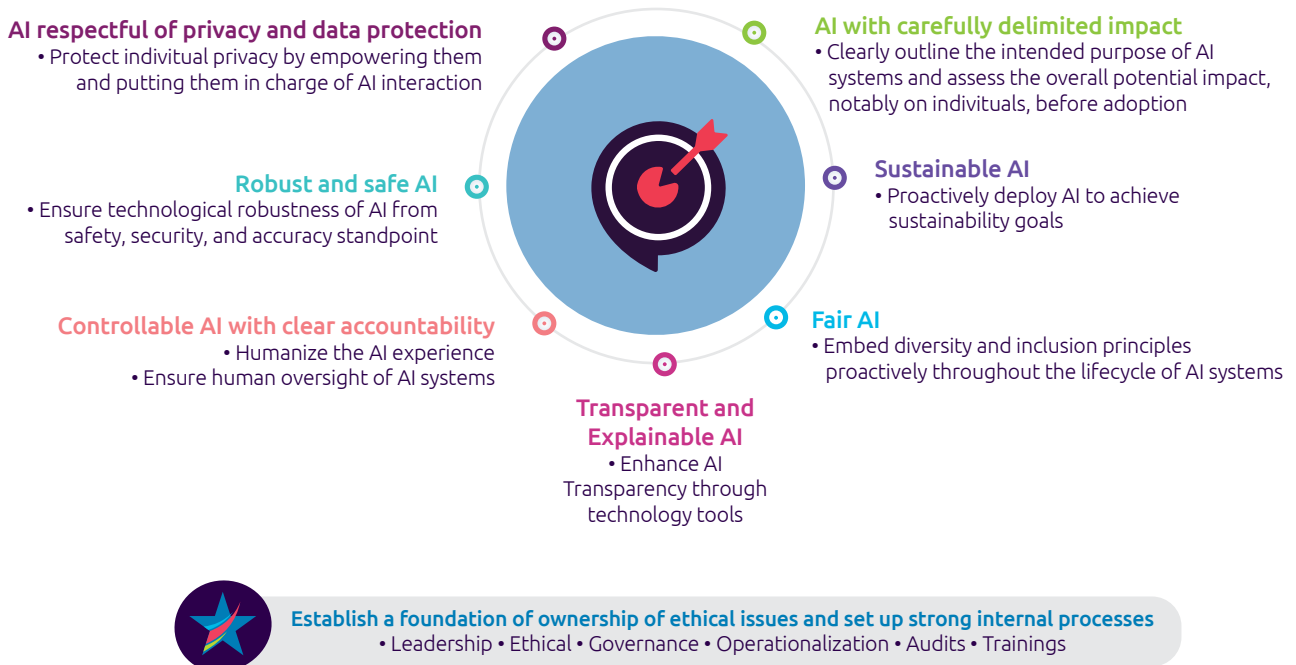 AI respectful of privacy and data protection
• Protect indivitual privacy by empowering them
and putting them in charge of AI interaction
AI with carefully delimited impact
• Clearly outline the intended purpose of AI
systems and assess the overall potential impact,
notably on indivituals, before adoption
Robust and safe AI
• Ensure technological robustness of AI from
safety, security, and accuracy standpoint
Sustainable AI
• Proactively deploy AI to achieve
sustainability goals
Controllable AI with clear accountability
• Humanize the AI experience
• Ensure human oversight of AI systems
Fair AI
• Embed diversity and inclusion principles
proactively throughout the lifecycle of AI systems
Transparent and
Explainable AI
• Enhance AI
Transparency through
technology tools
Establish a foundation of ownership of ethical issues and set up strong internal processes
• Leadership • Ethical • Governance • Operationalization • Audits • Trainings